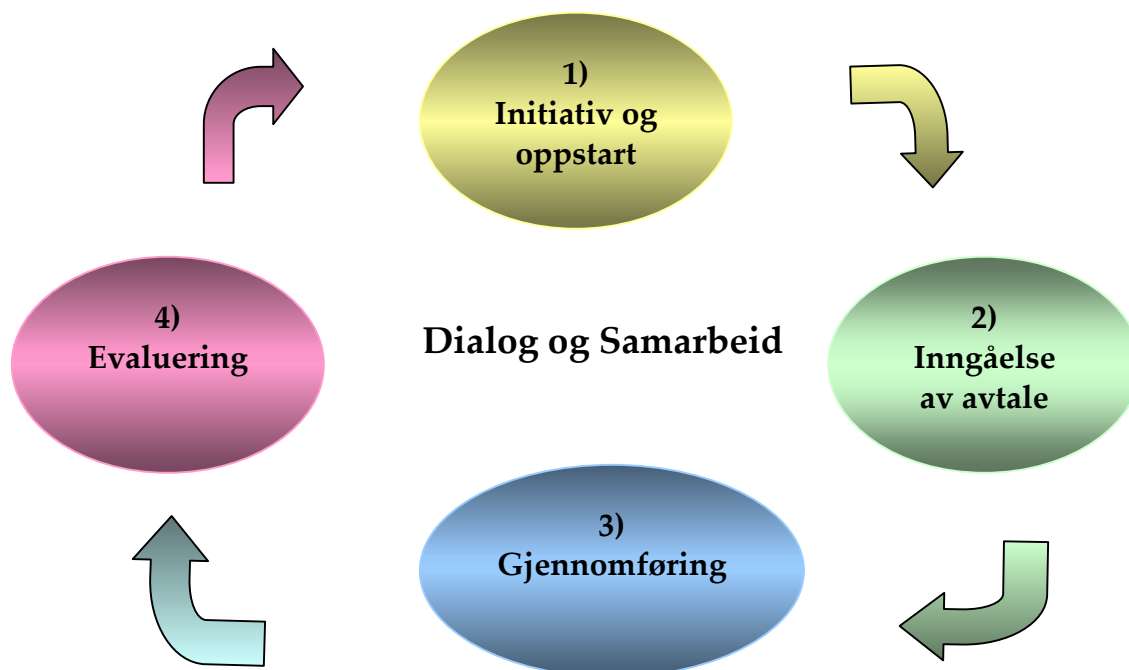 1)
Initiativ og
oppstart
2)
Inngåelse
av avtale
Dialog og Samarbeid
3)
Gjennomføring
4)
Evaluering